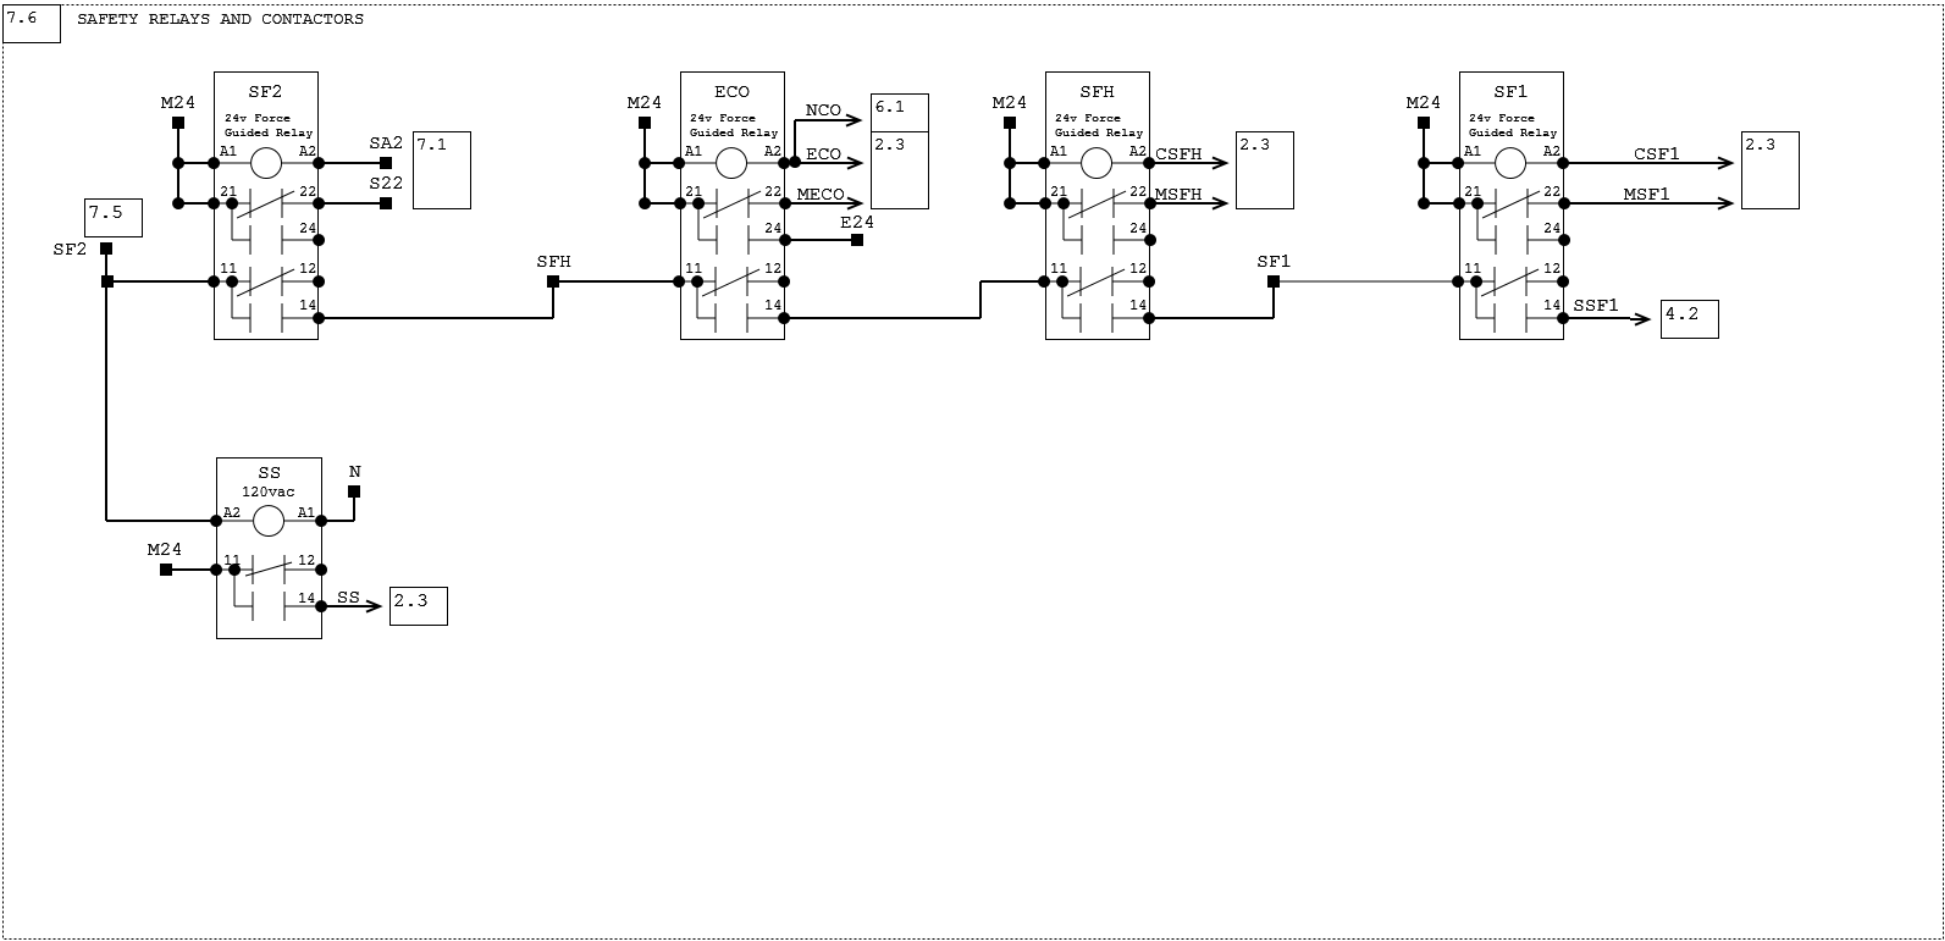 7.6 SAFETY RELAYS AND CONTACTORS
SF2
24v Force
Guided Relay
M24
A1 A2
SA2
7.1
21 22
S22
24
7.5
SF2
11 12
14
SFH
ECO
24v Force
Guided Relay
M24
A1 A2
NCO
6.1
ECO
2.3
21 22
MECO
24
E24
11 12
14
SFH
24v Force
Guided Relay
M24
A1 A2
CSFH
2.3
21 22
MSFH
24
11 12
14
SF1
SF1
24v Force
Guided Relay
M24
A1 A2
CSF1
2.3
21 22
MSF1
24
11 12
14
SSF1
4.2
SS
120vac
N
A2 A1
M24
11 12
14
SS
2.3